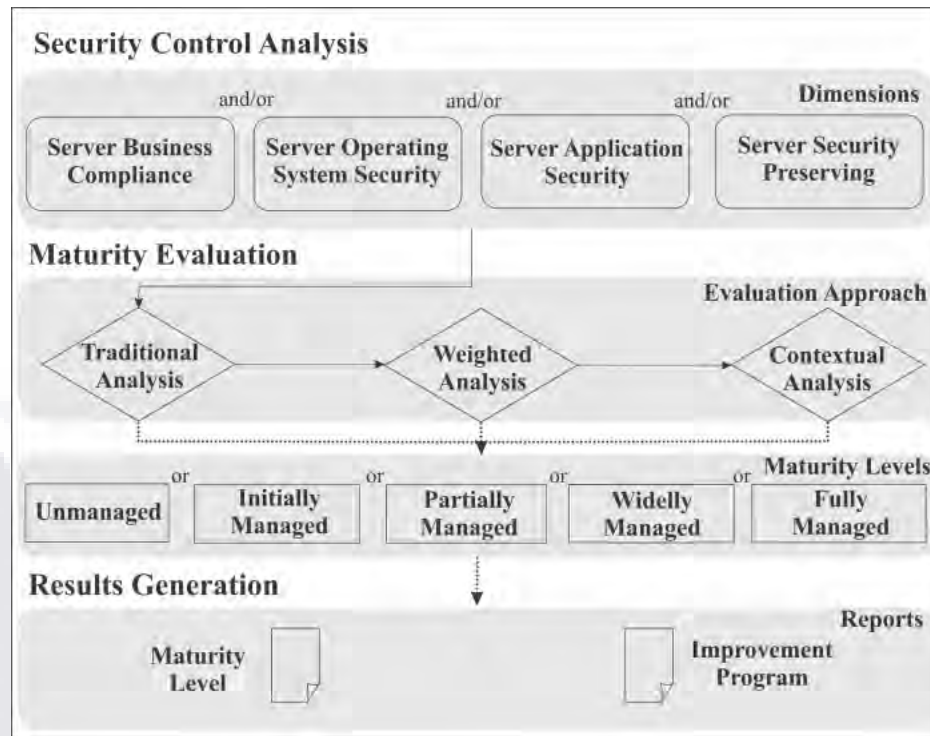 Security Control Analysis
and/or
and/or
and/or
Dimensions
Server Business
Compliance
Server Operating
System Security
Server Application
Security
Server Security
Preserving
Maturity Evaluation
Evaluation Approach
Traditional
Analysis
Weighted
Analysis
Contextual
Analysis
Maturity Levels
or
or
or
or
Unmanaged
Initially
Managed
Partially
Managed
Widelly
Managed
Fully
Managed
Results Generation
Reports
Maturity
Level
Improvement
Program